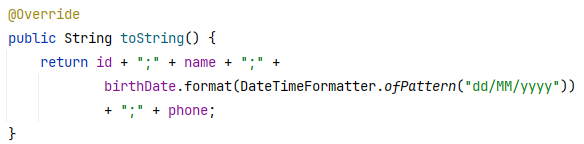 @Override
public String toString() {
    return id + ";" + name + ";" +
            birthDate.format(DateTimeFormatter.ofPattern("dd/MM/yyyy"))
            + ";" + phone;
}